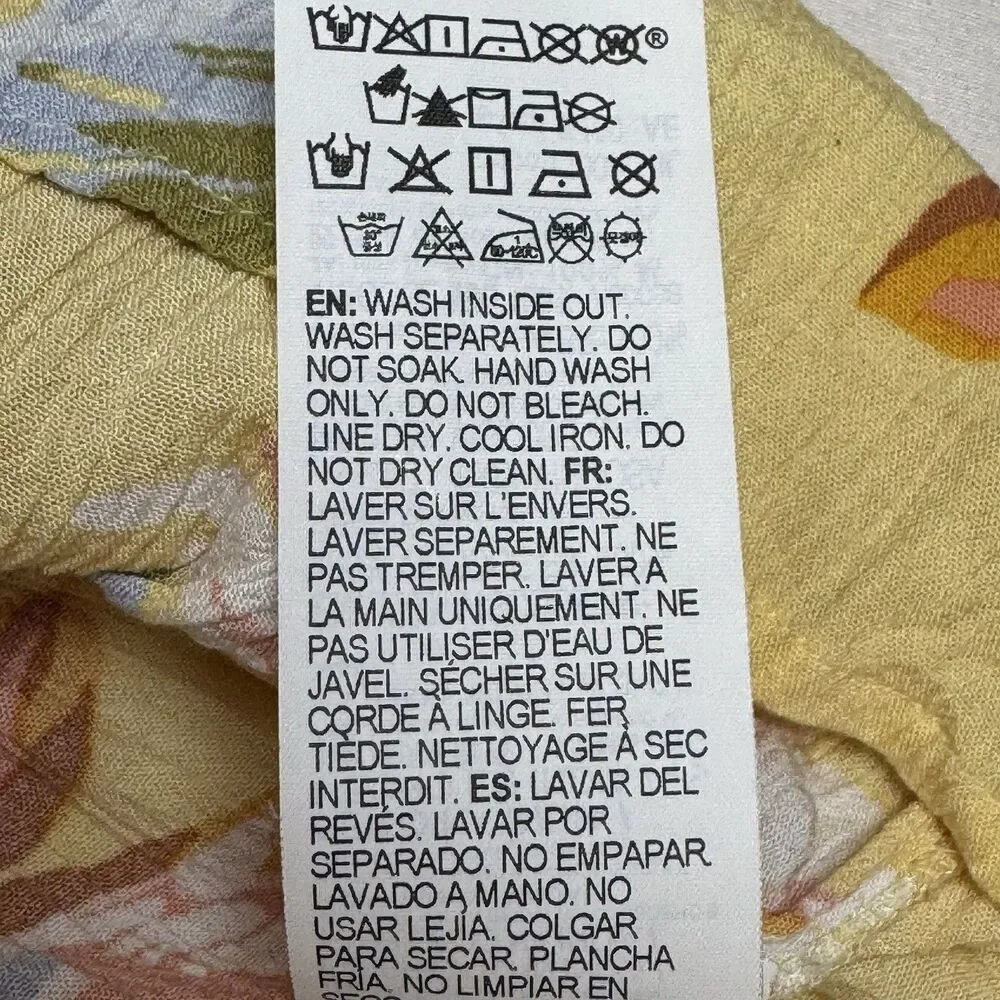 W ®
EN: WASH INSIDE OUT.
WASH SEPARATELY. DO
NOT SOAK. HAND WASH
ONLY. DO NOT BLEACH.
LINE DRY. COOL IRON. DO
NOT DRY CLEAN. FR:
LAVER SUR L'ENVERS.
LAVER SEPAREMENT. NE
PAS TREMPER. LAVER A
LA MAIN UNIQUEMENT. NE
PAS UTILISER D'EAU DE
JAVEL. SÉCHER SUR UNE
CORDE À LINGE. FER
TIÈDE. NETTOYAGE À SEC
INTERDIT. ES: LAVAR DEL
REVÉS. LAVAR POR
SEPARADO. NO EMPAPAR.
LAVADO A MANO. NO
USAR LEJÍA. COLGAR
PARA SECAR. PLANCHA
FRÍA. NO LIMPIAR EN